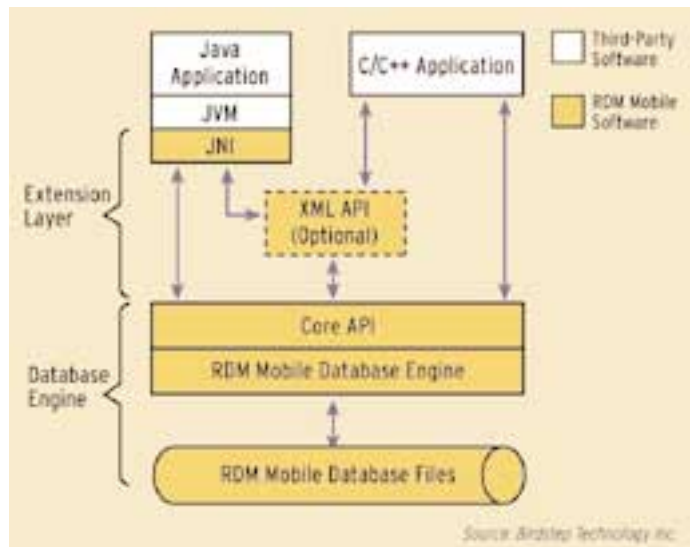 Java
Application
JVM
JNI
C/C++ Application
Third-Party
Software
RDM Mobile
Software
Extension
Layer
XML API
(Optional)
Core API
RDM Mobile Database Engine
Database
Engine
RDM Mobile Database Files
Source: Birdstep Technology Inc.